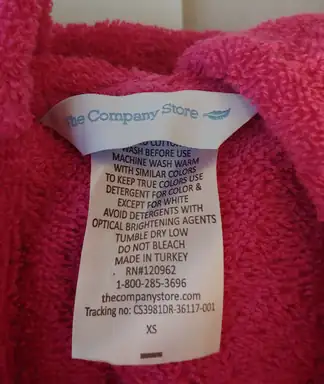 The Company Store
COTTON
WASH BEFORE USE
MACHINE WASH WARM
WITH SIMILAR COLORS
TO KEEP TRUE COLORS USE
DETERGENT FOR COLOR &
EXCEPT FOR WHITE
AVOID DETERGENTS WITH
OPTICAL BRIGHTENING AGENTS
TUMBLE DRY LOW
DO NOT BLEACH
MADE IN TURKEY
RN#120962
1-800-285-3696
thecompanystore.com
Tracking no: CS3981DR-36117-001
XS